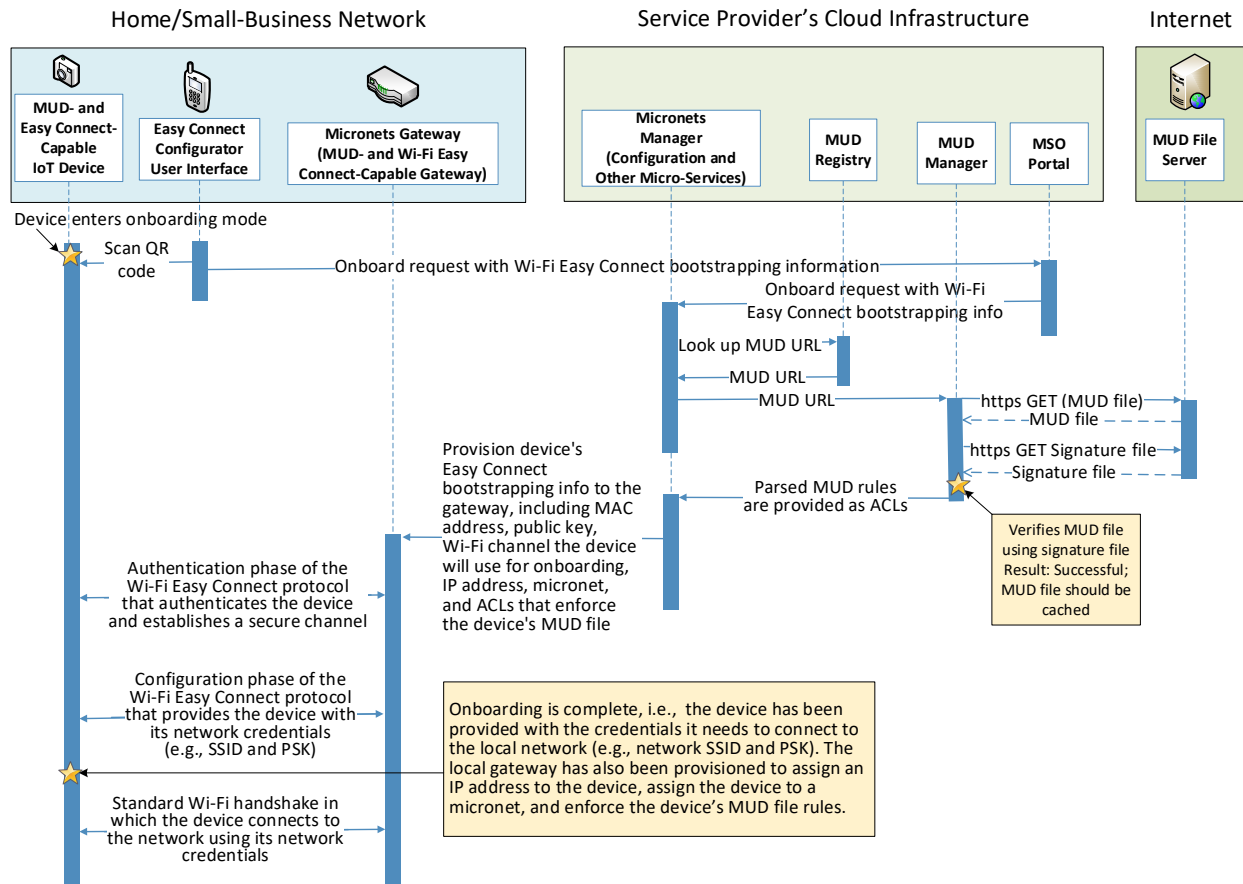 Home/Small-Business Network
Service Provider's Cloud Infrastructure
Internet
MUD- and
Easy Connect-
Capable
IoT Device
Easy Connect
Configurator
User Interface
Micronets Gateway
(MUD- and Wi-Fi Easy
Connect-Capable Gateway)
Micronets
Manager
(Configuration and
Other Micro-Services)
MUD
Registry
MUD
Manager
MSO
Portal
MUD File
Server
Device enters onboarding mode
Scan QR
code
Onboard request with Wi-Fi Easy Connect bootstrapping information
Onboard request with Wi-Fi
Easy Connect bootstrapping info
Look up MUD URL
MUD URL
MUD URL
https GET (MUD file)
MUD file
https GET Signature file
Signature file
Parsed MUD rules
are provided as ACLs
Verifies MUD file
using signature file
Result: Successful;
MUD file should be
cached
Provision device's
Easy Connect
bootstrapping info to the
gateway, including MAC
address, public key,
Wi-Fi channel the device
will use for onboarding,
IP address, micronet,
and ACLs that enforce
the device's MUD file
Authentication phase of the
Wi-Fi Easy Connect protocol
that authenticates the device
and establishes a secure channel
Configuration phase of the
Wi-Fi Easy Connect protocol
that provides the device with
its network credentials
(e.g., SSID and PSK)
Onboarding is complete, i.e., the device has been
provided with the credentials it needs to connect to
the local network (e.g., network SSID and PSK). The
local gateway has also been provisioned to assign an
IP address to the device, assign the device to a
micronet, and enforce the device's MUD file rules.
Standard Wi-Fi handshake in
which the device connects to
the network using its network
credentials